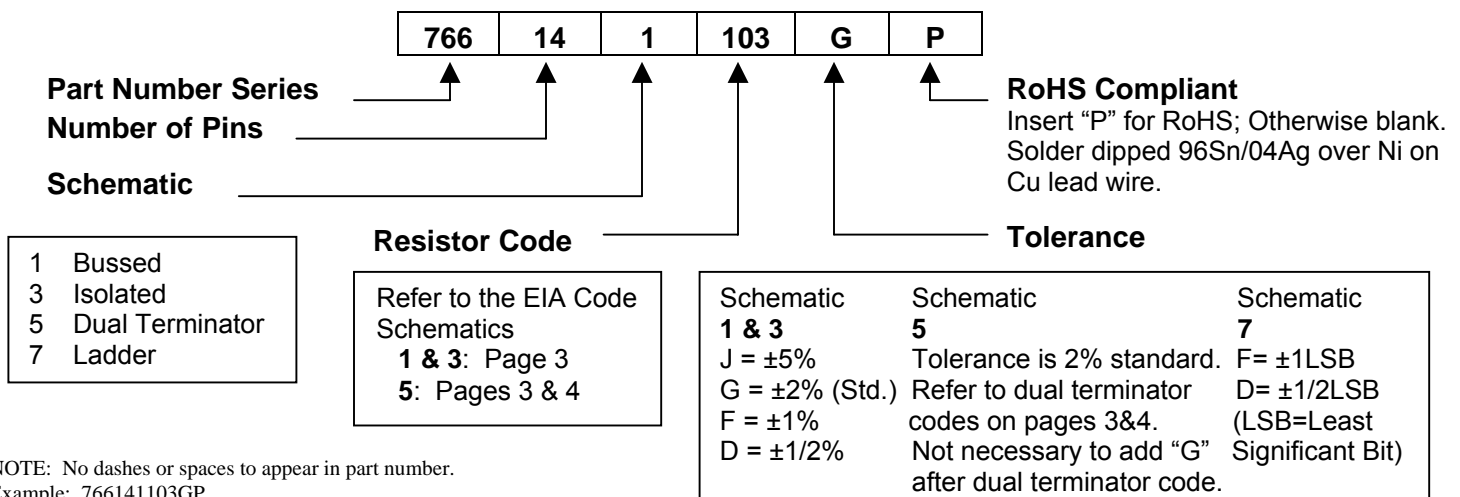 766 14 1 103 G P
Part Number Series
Number of Pins
Schematic
RoHS Compliant
Insert “P” for RoHS; Otherwise blank.
Solder dipped 96Sn/04Ag over Ni on
Cu lead wire.
1 Bussed
3 Isolated
5 Dual Terminator
7 Ladder
Resistor Code
Refer to the EIA Code
Schematics
1 & 3: Page 3
5: Pages 3 & 4
Tolerance
Schematic
1 & 3
J = ±5%
G = ±2% (Std.)
F = ±1%
D = ±1/2%
Schematic
5
Tolerance is 2% standard.
Refer to dual terminator
codes on pages 3&4.
Not necessary to add “G”
after dual terminator code.
Schematic
7
F= ±1LSB
D= ±1/2LSB
(LSB=Least
Significant Bit)
NOTE: No dashes or spaces to appear in part number.
Example: 766141103GP